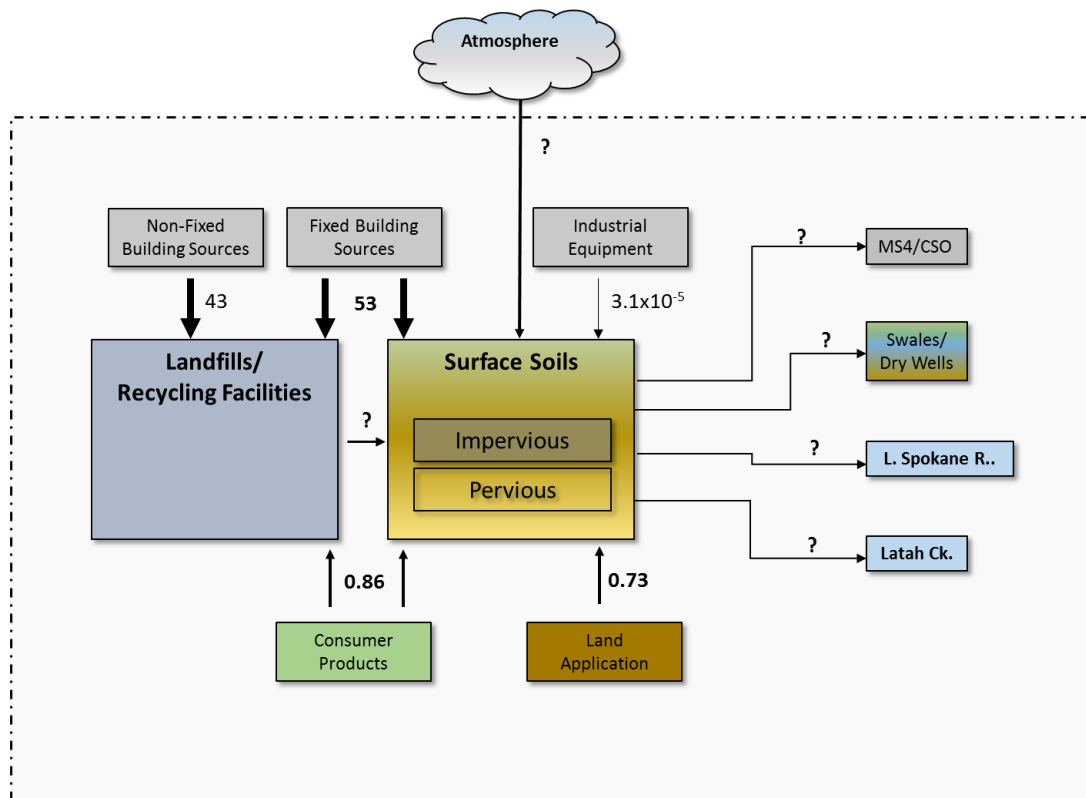 Atmosphere
?
Non-Fixed
Building Sources
Fixed Building
Sources
Industrial
Equipment
43
53
3.1x10⁻⁵
?
MS4/CSO
Landfills/
Recycling Facilities
Surface Soils
?
Swales/
Dry Wells
?
Impervious
Pervious
?
L. Spokane R..
?
Latah Ck.
0.86
0.73
Consumer
Products
Land
Application